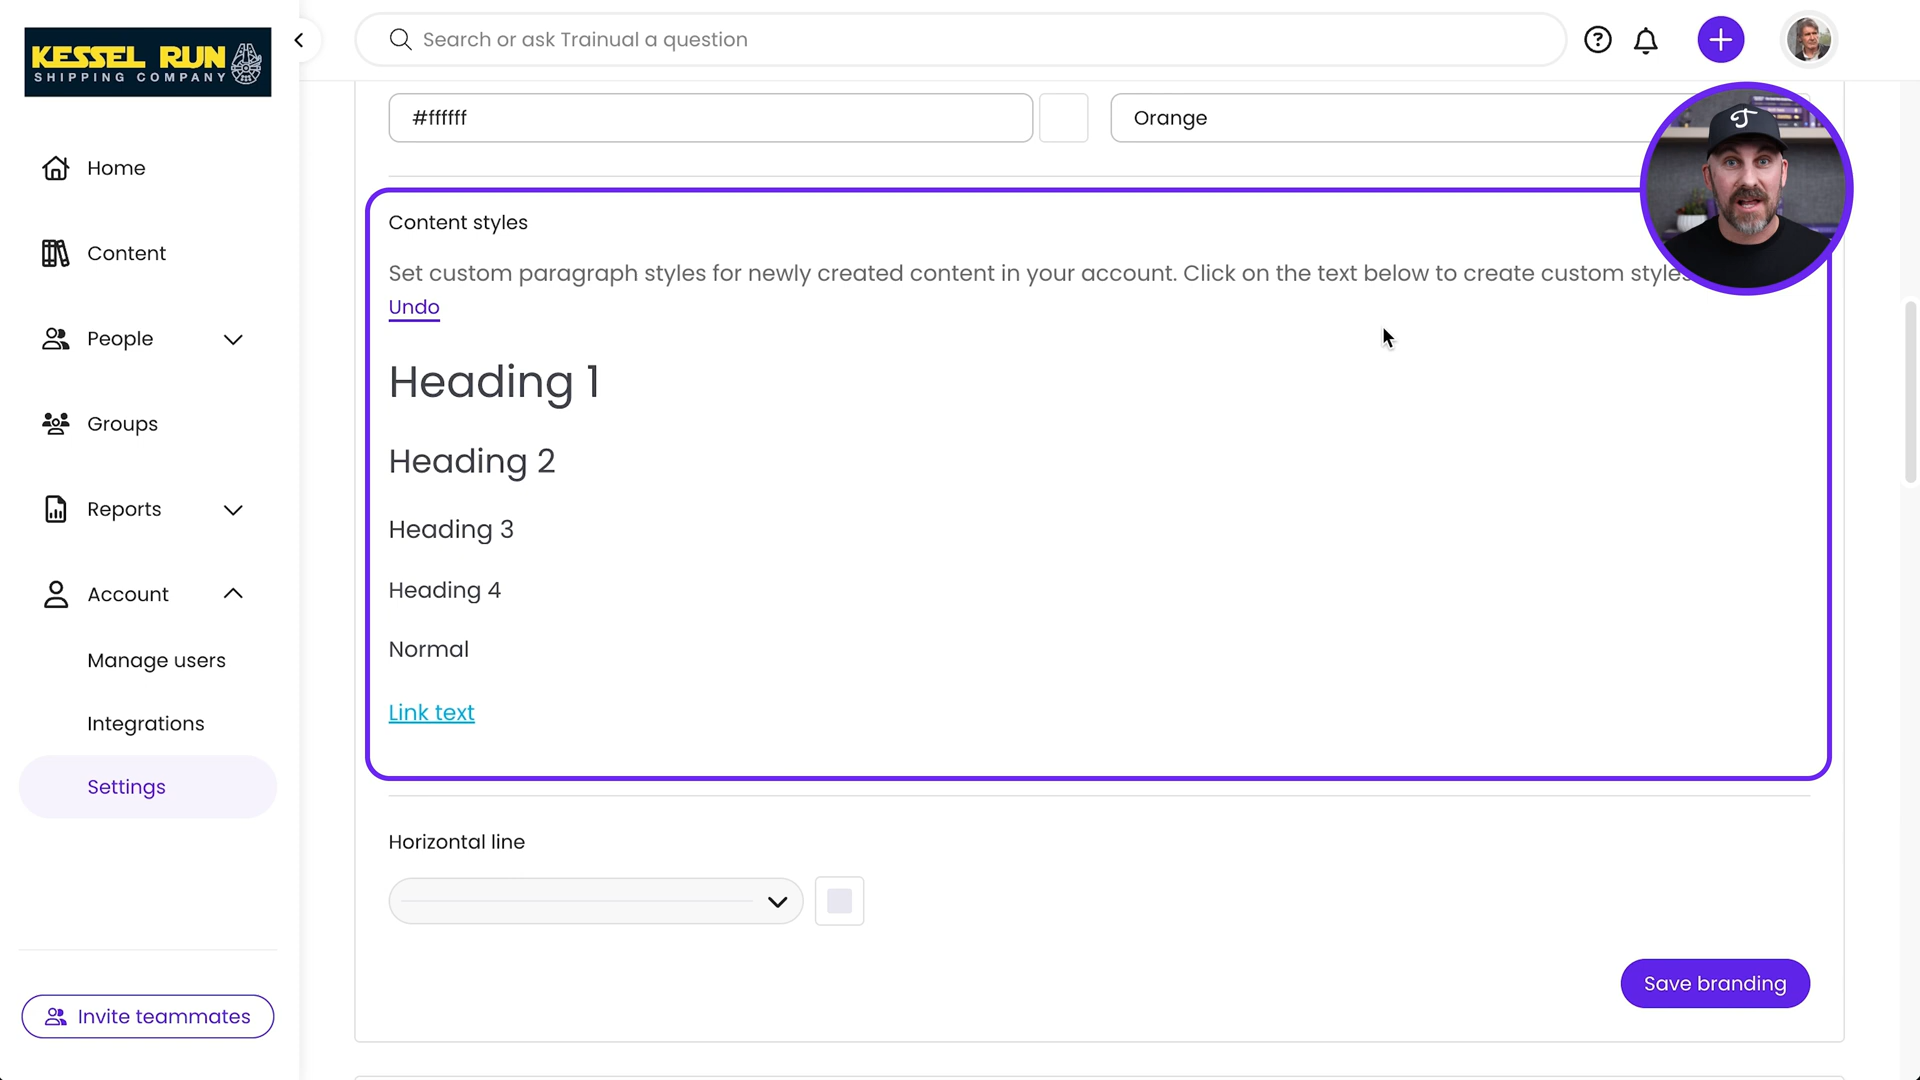 KESSEL RUN
SHIPPING COMPANY
Search or ask Trainual a question
Home
Content
People
Groups
Reports
Account
Manage users
Integrations
Settings
Invite teammates
#ffffff
Orange
Content styles
Set custom paragraph styles for newly created content in your account. Click on the text below to create custom styles
Undo
Heading 1
Heading 2
Heading 3
Heading 4
Normal
Link text
Horizontal line
Save branding